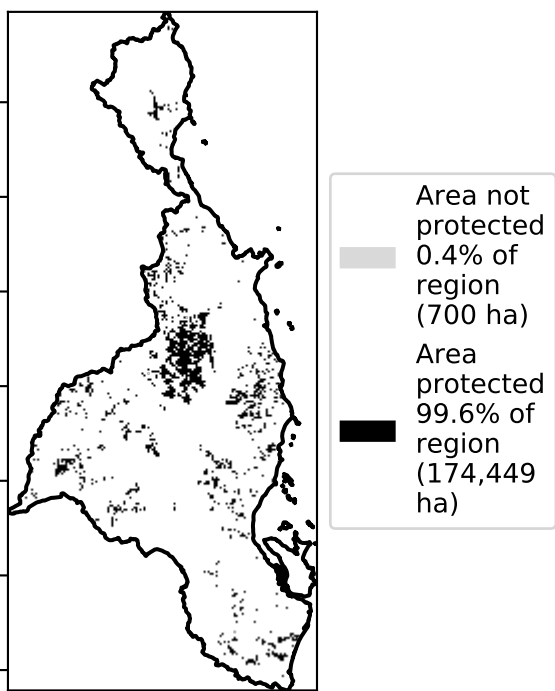 Area not
protected
0.4% of
region
(700 ha)
Area
protected
99.6% of
region
(174,449
ha)